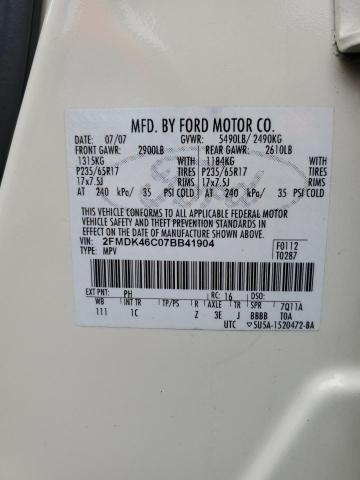 MFD. BY FORD MOTOR CO.
DATE: 07/07 GVWR: 5490LB/ 2490KG
FRONT GAWR: 2900LB REAR GAWR: 2610LB
1315KG WITH 1184KG WITH
P235/65R17 TIRES P235/65R17 TIRES
17x7.5J RIMS 17x7.5J RIMS
AT 240 kPa/ 35 PSI COLD AT 240 kPa/ 35 PSI COLD
THIS VEHICLE CONFORMS TO ALL APPLICABLE FEDERAL MOTOR
VEHICLE SAFETY AND THEFT PREVENTION STANDARDS IN
EFFECT ON THE DATE OF MANUFACTURE SHOWN ABOVE.
VIN: 2FMDK46C07BB41904 F0112
TYPE: MPV T0287
EXT PNT: PH RC: 16 DSO:
WB INT TR TP/PS R AXLE TR SPR 7Q11A
111 1C Z 3E J BBBB T0A
UTC 5U5A-1520472-BA